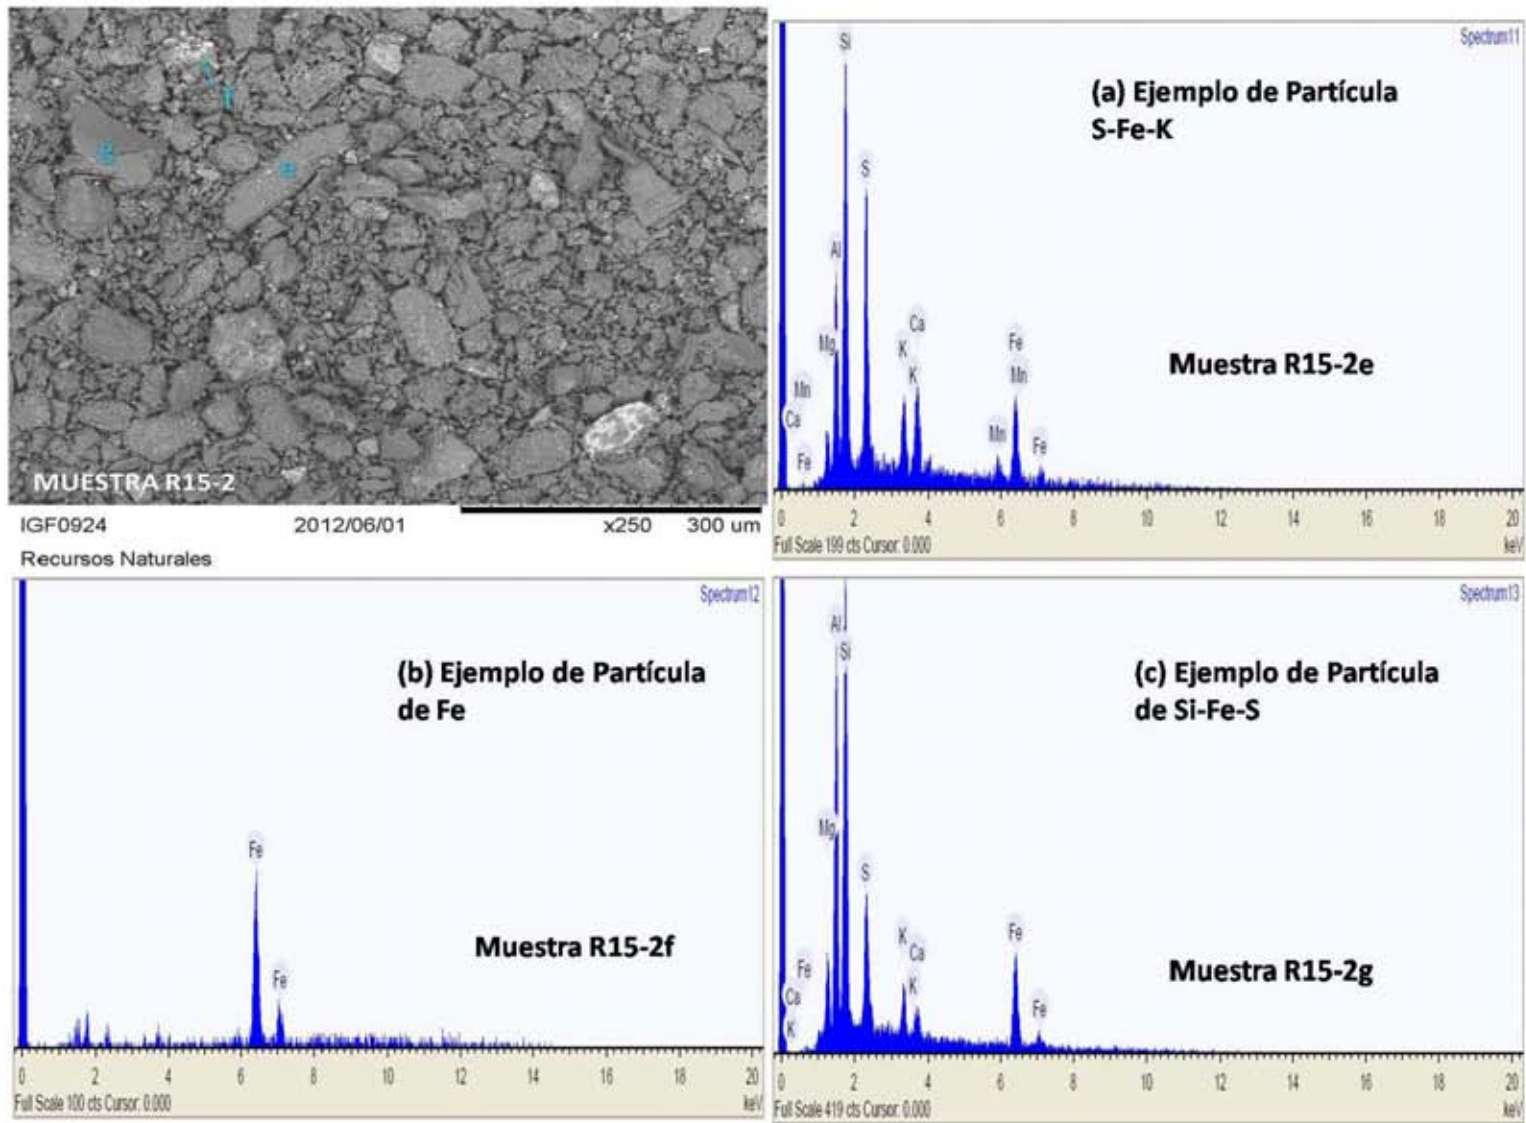 f
g
e
MUESTRA R15-2
IGF0924 2012/06/01 x250 300 um
Recursos Naturales
Spectrum11
(a) Ejemplo de Partícula
S-Fe-K
Muestra R15-2e
Si
S
Al
Ca
Mg
K
Fe
K
Mn
Mn
Ca
Mn
Fe
Fe
0 2 4 6 8 10 12 14 16 18 20
Full Scale 199 cts Cursor: 0.000 keV
Spectrum12
(b) Ejemplo de Partícula
de Fe
Fe
Muestra R15-2f
Fe
0 2 4 6 8 10 12 14 16 18 20
Full Scale 100 cts Cursor: 0.000 keV
Spectrum13
Al
Si
(c) Ejemplo de Partícula
de Si-Fe-S
Mg
S
K
Fe
Ca
Fe
Muestra R15-2g
K
Ca
Fe
K
0 2 4 6 8 10 12 14 16 18 20
Full Scale 419 cts Cursor: 0.000 keV